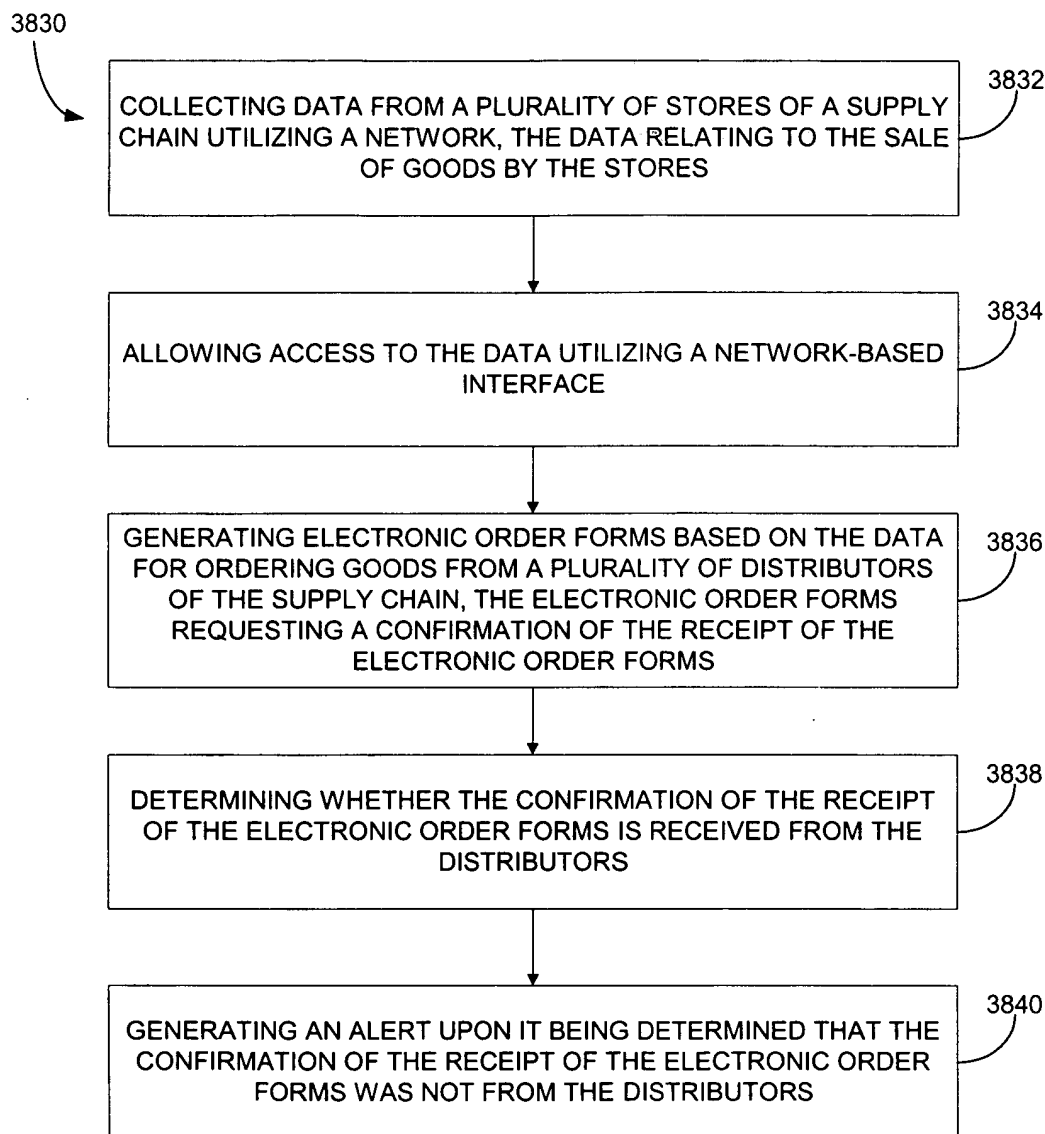 3830
3832
COLLECTING DATA FROM A PLURALITY OF STORES OF A SUPPLY
CHAIN UTILIZING A NETWORK, THE DATA RELATING TO THE SALE
OF GOODS BY THE STORES
3834
ALLOWING ACCESS TO THE DATA UTILIZING A NETWORK-BASED
INTERFACE
3836
GENERATING ELECTRONIC ORDER FORMS BASED ON THE DATA
FOR ORDERING GOODS FROM A PLURALITY OF DISTRIBUTORS
OF THE SUPPLY CHAIN, THE ELECTRONIC ORDER FORMS
REQUESTING A CONFIRMATION OF THE RECEIPT OF THE
ELECTRONIC ORDER FORMS
3838
DETERMINING WHETHER THE CONFIRMATION OF THE RECEIPT
OF THE ELECTRONIC ORDER FORMS IS RECEIVED FROM THE
DISTRIBUTORS
3840
GENERATING AN ALERT UPON IT BEING DETERMINED THAT THE
CONFIRMATION OF THE RECEIPT OF THE ELECTRONIC ORDER
FORMS WAS NOT FROM THE DISTRIBUTORS